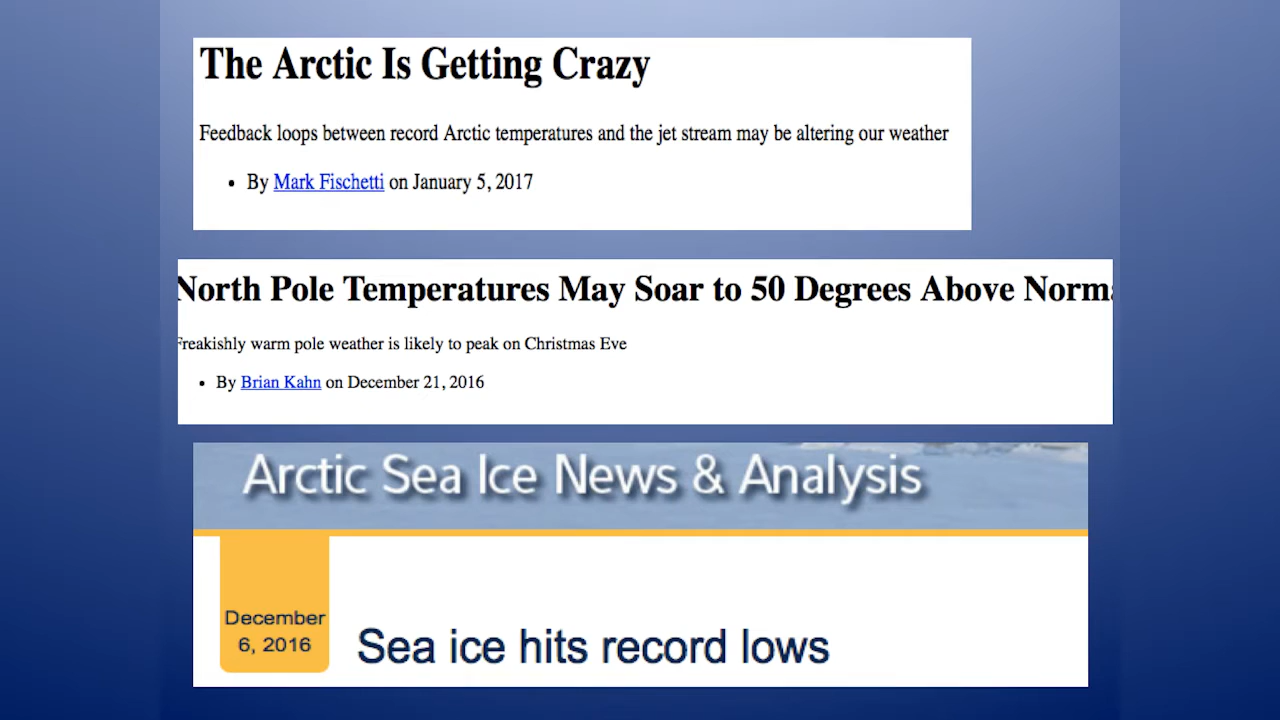 The Arctic Is Getting Crazy
Feedback loops between record Arctic temperatures and the jet stream may be altering our weather
• By Mark Fischetti on January 5, 2017
North Pole Temperatures May Soar to 50 Degrees Above Norma
Freakishly warm pole weather is likely to peak on Christmas Eve
• By Brian Kahn on December 21, 2016
Arctic Sea Ice News & Analysis
December
6, 2016
Sea ice hits record lows